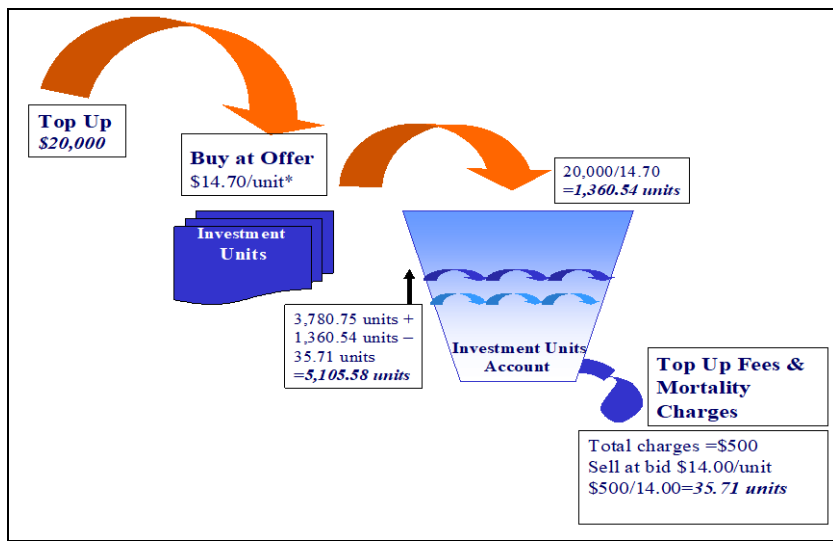 Top Up
$20,000
Buy at Offer
$14.70/unit*
20,000/14.70
=1,360.54 units
Investment
Units
3,780.75 units +
1,360.54 units –
35.71 units
=5,105.58 units
Investment Units
Account
Top Up Fees &
Mortality
Charges
Total charges =$500
Sell at bid $14.00/unit
$500/14.00=35.71 units